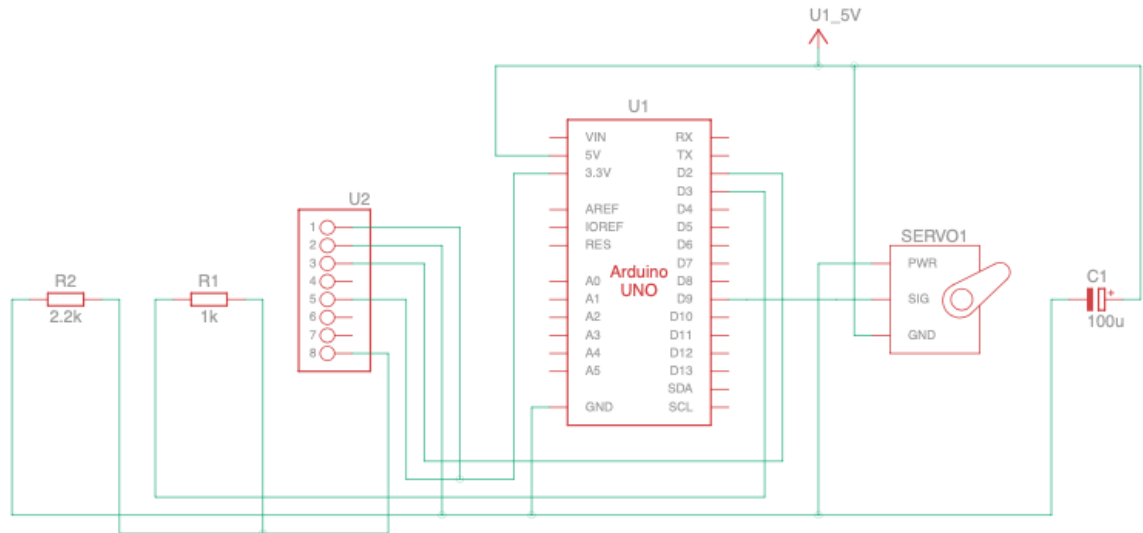 U1_5V
U1
VIN
5V
3.3V
AREF
IOREF
RES
A0
A1
A2
A3
A4
A5
GND
Arduino
UNO
RX
TX
D2
D3
D4
D5
D6
D7
D8
D9
D10
D11
D12
D13
SDA
SCL
U2
1
2
3
4
5
6
7
8
R2
2.2k
R1
1k
SERVO1
PWR
SIG
GND
C1
+
100u